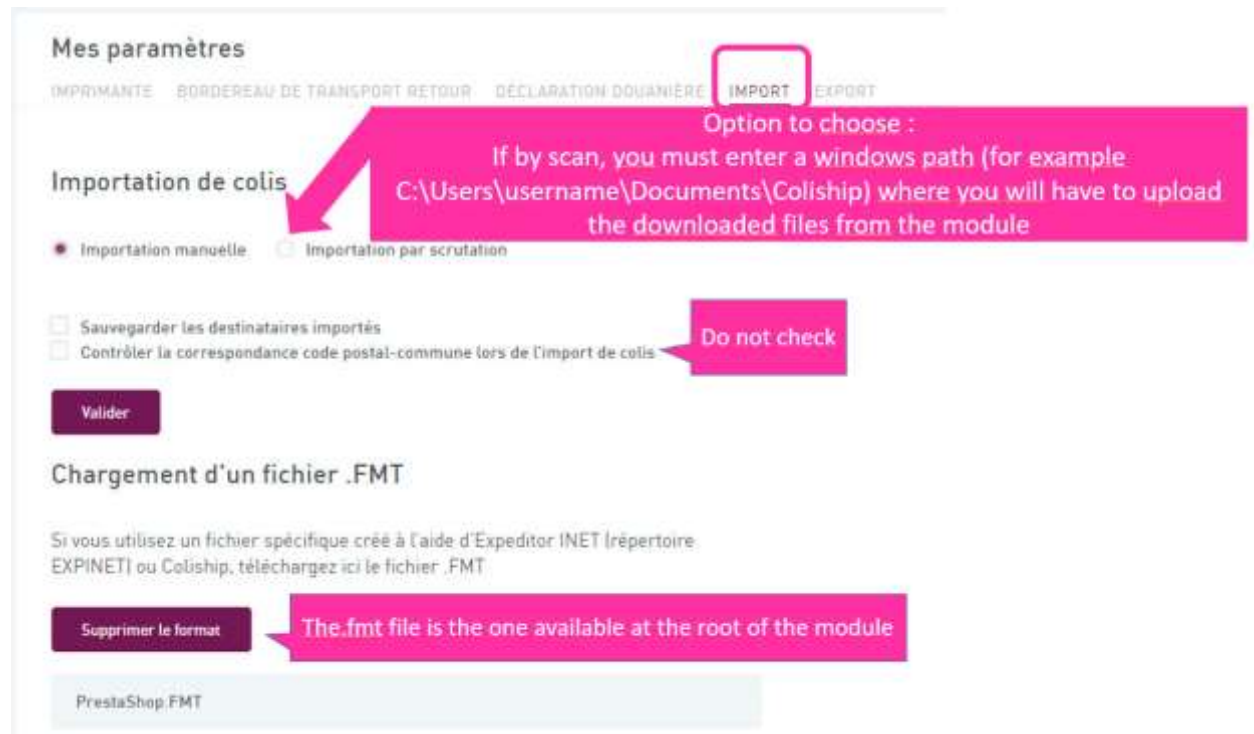 Mes paramètres
IMPRIMANTE BORDEREAU DE TRANSPORT RETOUR DÉCLARATION DOUANIÈRE IMPORT EXPORT
Option to choose :
If by scan, you must enter a windows path (for example
C:\Users\username\Documents\Coliship) where you will have to upload
the downloaded files from the module
Importation de colis
Importation manuelle Importation par scrutation
Sauvegarder les destinataires importés
Contrôler la correspondance code postal-commune lors de l'import de colis
Do not check
Valider
Chargement d'un fichier .FMT
Si vous utilisez un fichier spécifique créé à l'aide d'Expeditor INET (répertoire
EXPINET) ou Coliship, téléchargez ici le fichier .FMT
Supprimer le format
The.fmt file is the one available at the root of the module
PrestaShop.FMT